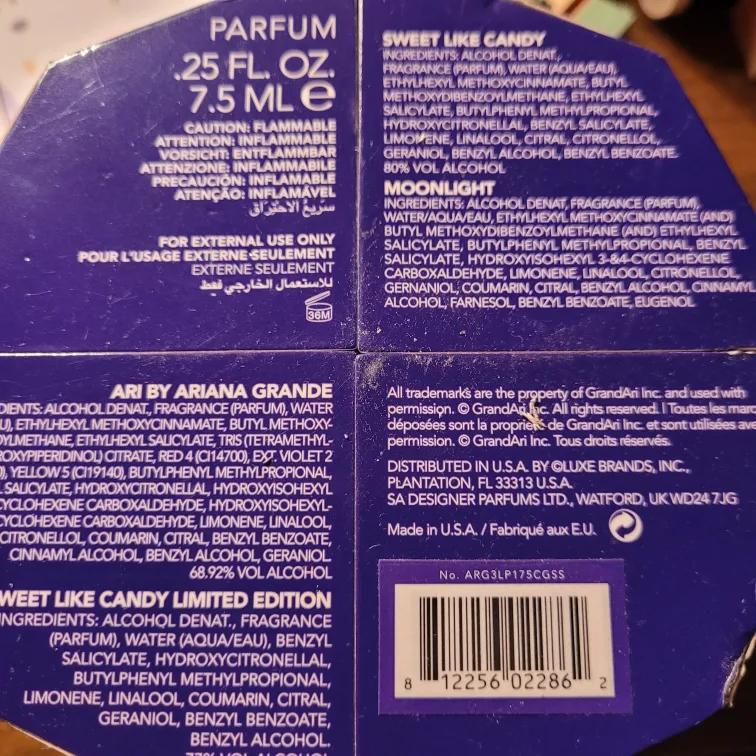 PARFUM
.25 FL. OZ.
7.5 ML e
CAUTION: FLAMMABLE
ATTENTION: INFLAMMABLE
VORSICHT: ENTFLAMMBAR
ATTENZIONE: INFIAMMABILE
PRECAUCIÓN: INFLAMABLE
ATENÇÃO: INFLAMÁVEL
سريع الاحتراق
FOR EXTERNAL USE ONLY
POUR L'USAGE EXTERNE SEULEMENT
EXTERNE SEULEMENT
للاستعمال الخارجي فقط
36M
SWEET LIKE CANDY
INGREDIENTS: ALCOHOL DENAT.,
FRAGRANCE (PARFUM), WATER (AQUA/EAU),
ETHYLHEXYL METHOXYCINNAMATE, BUTYL
METHOXYDIBENZOYLMETHANE, ETHYLHEXYL
SALICYLATE, BUTYLPHENYL METHYLPROPIONAL,
HYDROXYCITRONELLAL, BENZYL SALICYLATE,
LIMONENE, LINALOOL, CITRAL, CITRONELLOL,
GERANIOL, BENZYL ALCOHOL, BENZYL BENZOATE.
80% VOL ALCOHOL
MOONLIGHT
INGREDIENTS: ALCOHOL DENAT, FRAGRANCE (PARFUM),
WATER/AQUA/EAU, ETHYLHEXYL METHOXYCINNAMATE (AND)
BUTYL METHOXYDIBENZOYLMETHANE (AND) ETHYLHEXYL
SALICYLATE, BUTYLPHENYL METHYLPROPIONAL, BENZYL
SALICYLATE, HYDROXYISOHEXYL 3-&4-CYCLOHEXENE
CARBOXALDEHYDE, LIMONENE, LINALOOL, CITRONELLOL,
GERNANJOL, COUMARIN, CITRAL, BENZYL ALCOHOL, CINNAMYL
ALCOHOL, FARNESOL, BENZYL BENZOATE, EUGENOL
ARI BY ARIANA GRANDE
DIENTS: ALCOHOL DENAT., FRAGRANCE (PARFUM), WATER
U), ETHYLHEXYL METHOXYCINNAMATE, BUTYL METHOXY-
OYLMETHANE, ETHYLHEXYL SALICYLATE, TRIS (TETRAMETHYL-
ROXYPIPERIDINOL) CITRATE, RED 4 (CI14700), EXT. VIOLET 2
), YELLOW 5 (CI19140), BUTYLPHENYL METHYLPROPIONAL,
SALICYLATE, HYDROXYCITRONELLAL, HYDROXYISOHEXYL
CYCLOHEXENE CARBOXALDEHYDE, HYDROXYISOHEXYL-
CYCLOHEXENE CARBOXALDEHYDE, LIMONENE, LINALOOL,
CITRONELLOL, COUMARIN, CITRAL, BENZYL BENZOATE,
CINNAMYL ALCOHOL, BENZYL ALCOHOL, GERANIOL
68.92% VOL ALCOHOL
WEET LIKE CANDY LIMITED EDITION
INGREDIENTS: ALCOHOL DENAT., FRAGRANCE
(PARFUM), WATER (AQUA/EAU), BENZYL
SALICYLATE, HYDROXYCITRONELLAL,
BUTYLPHENYL METHYLPROPIONAL,
LIMONENE, LINALOOL, COUMARIN, CITRAL,
GERANIOL, BENZYL BENZOATE,
BENZYL ALCOHOL.
77% VOL ALCOHOL
All trademarks are the property of GrandAri Inc. and used with
permission. © GrandAri Inc. All rights reserved. | Toutes les mar
déposées sont la propriété de GrandAri Inc. et sont utilisées ave
permission. © GrandAri Inc. Tous droits réservés.
DISTRIBUTED IN U.S.A. BY ©LUXE BRANDS, INC.,
PLANTATION, FL 33313 U.S.A.
SA DESIGNER PARFUMS LTD., WATFORD, UK WD24 7JG
Made in U.S.A. / Fabriqué aux E.U.
No. ARG3LP175CGSS
8 12256 02286 2